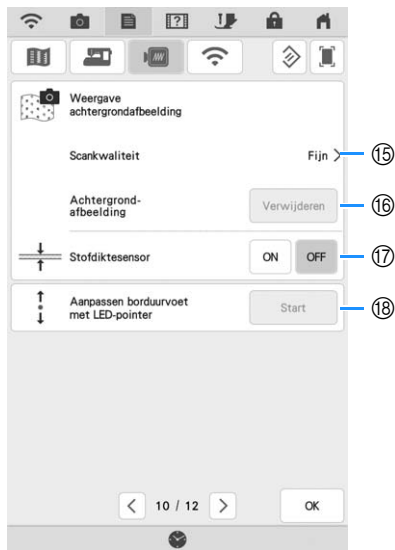 Weergave
achtergrondafbeelding
Scankwaliteit Fijn > ⑮
Achtergrond-
afbeelding Verwijderen ⑯
Stofdiktesensor ON OFF ⑰
Aanpassen borduurvoet
met LED-pointer Start ⑱
< 10 / 12 > OK